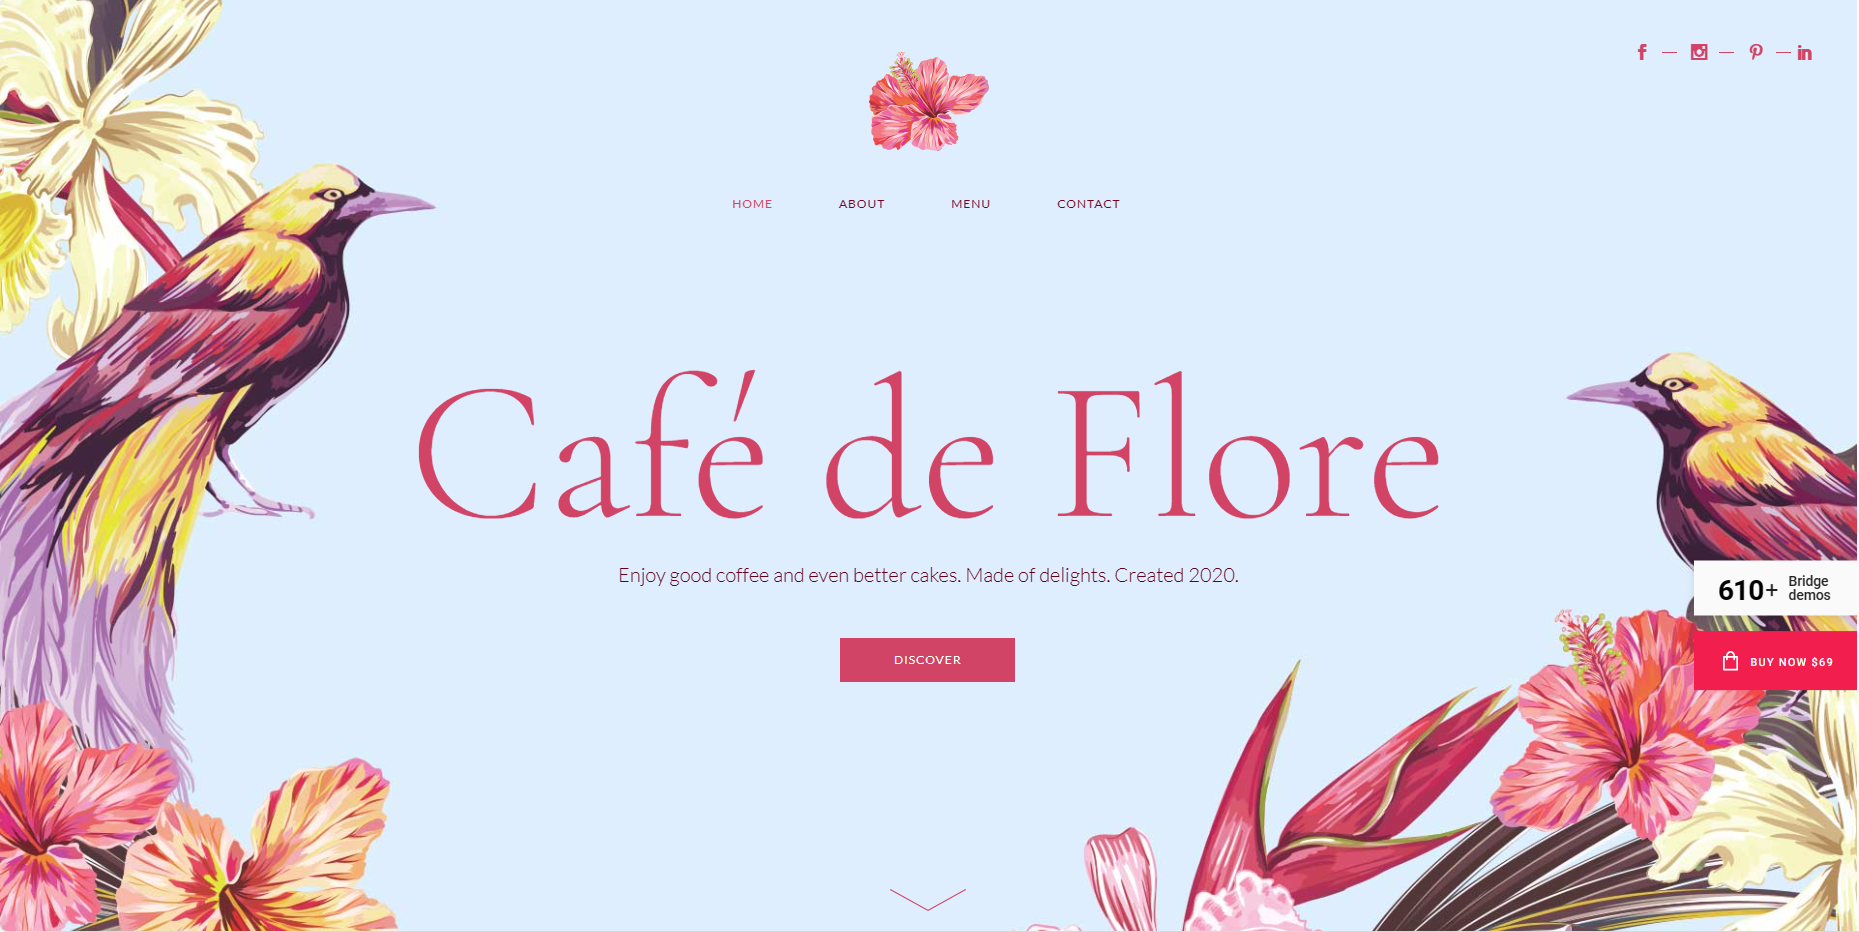 HOME ABOUT MENU CONTACT
Café de Flore
Enjoy good coffee and even better cakes. Made of delights. Created 2020.
DISCOVER
610+ Bridge
demos
BUY NOW $69